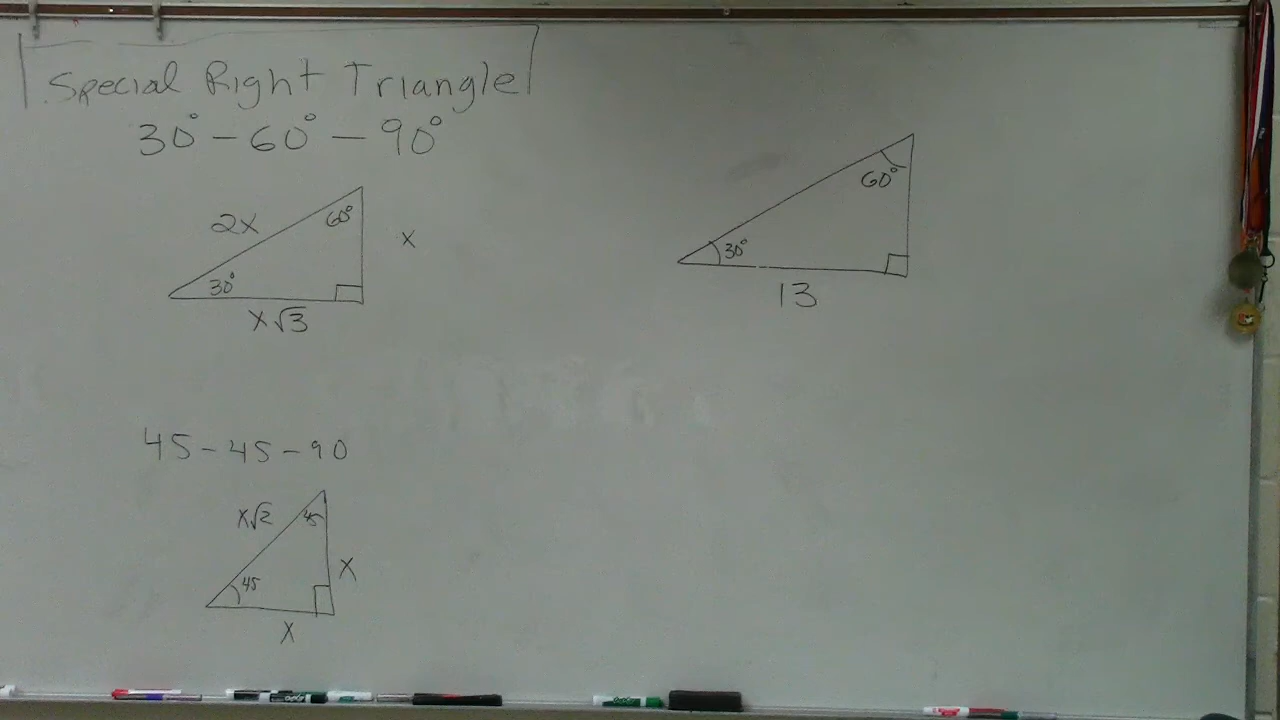 Special Right Triangle
30° - 60° - 90°
2x
60°
x
30°
x√3
45 - 45 - 90
x√2
45
45
x
x
60°
30°
13